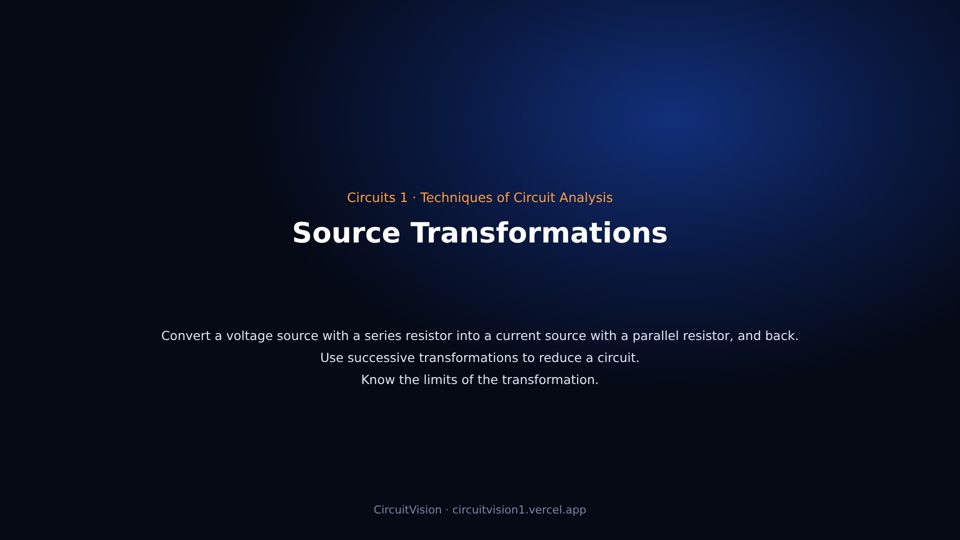 Circuits 1 · Techniques of Circuit Analysis
Source Transformations
Convert a voltage source with a series resistor into a current source with a parallel resistor, and back.
Use successive transformations to reduce a circuit.
Know the limits of the transformation.
CircuitVision · circuitvision1.vercel.app